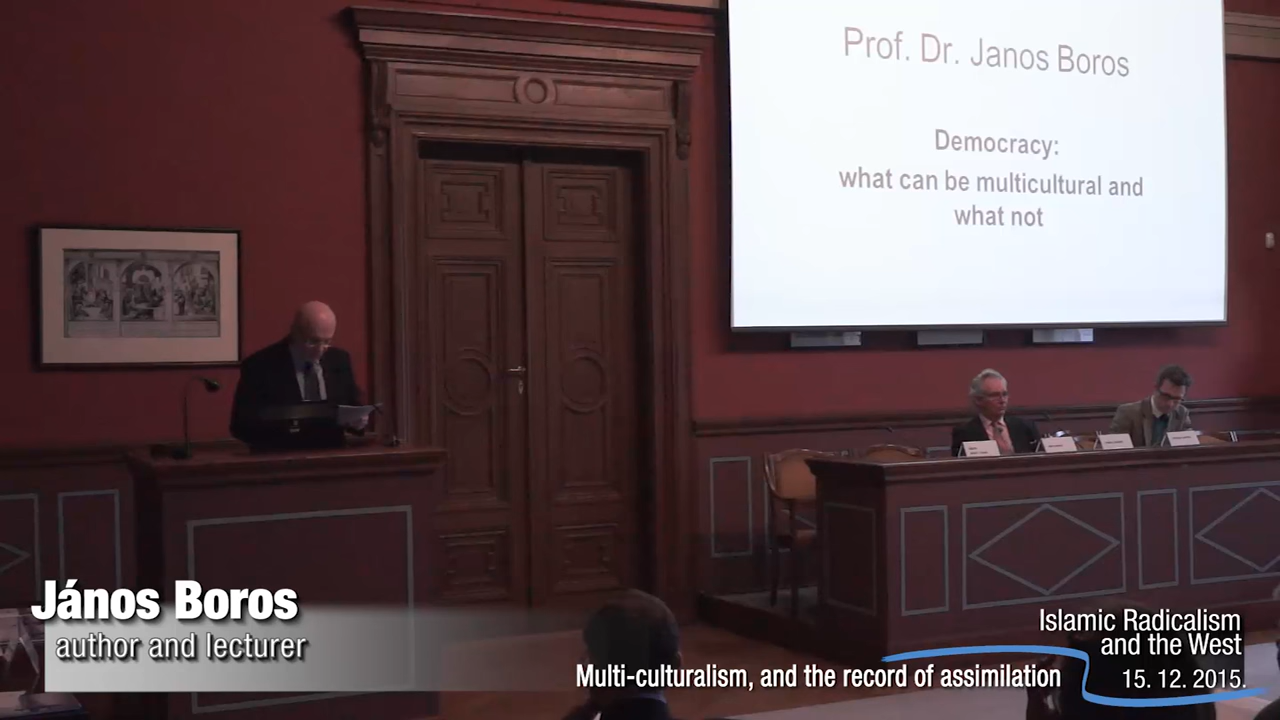 Prof. Dr. Janos Boros
Democracy:
what can be multicultural and
what not
János Boros
author and lecturer
Islamic Radicalism
and the West
Multi-culturalism, and the record of assimilation
15. 12. 2015.